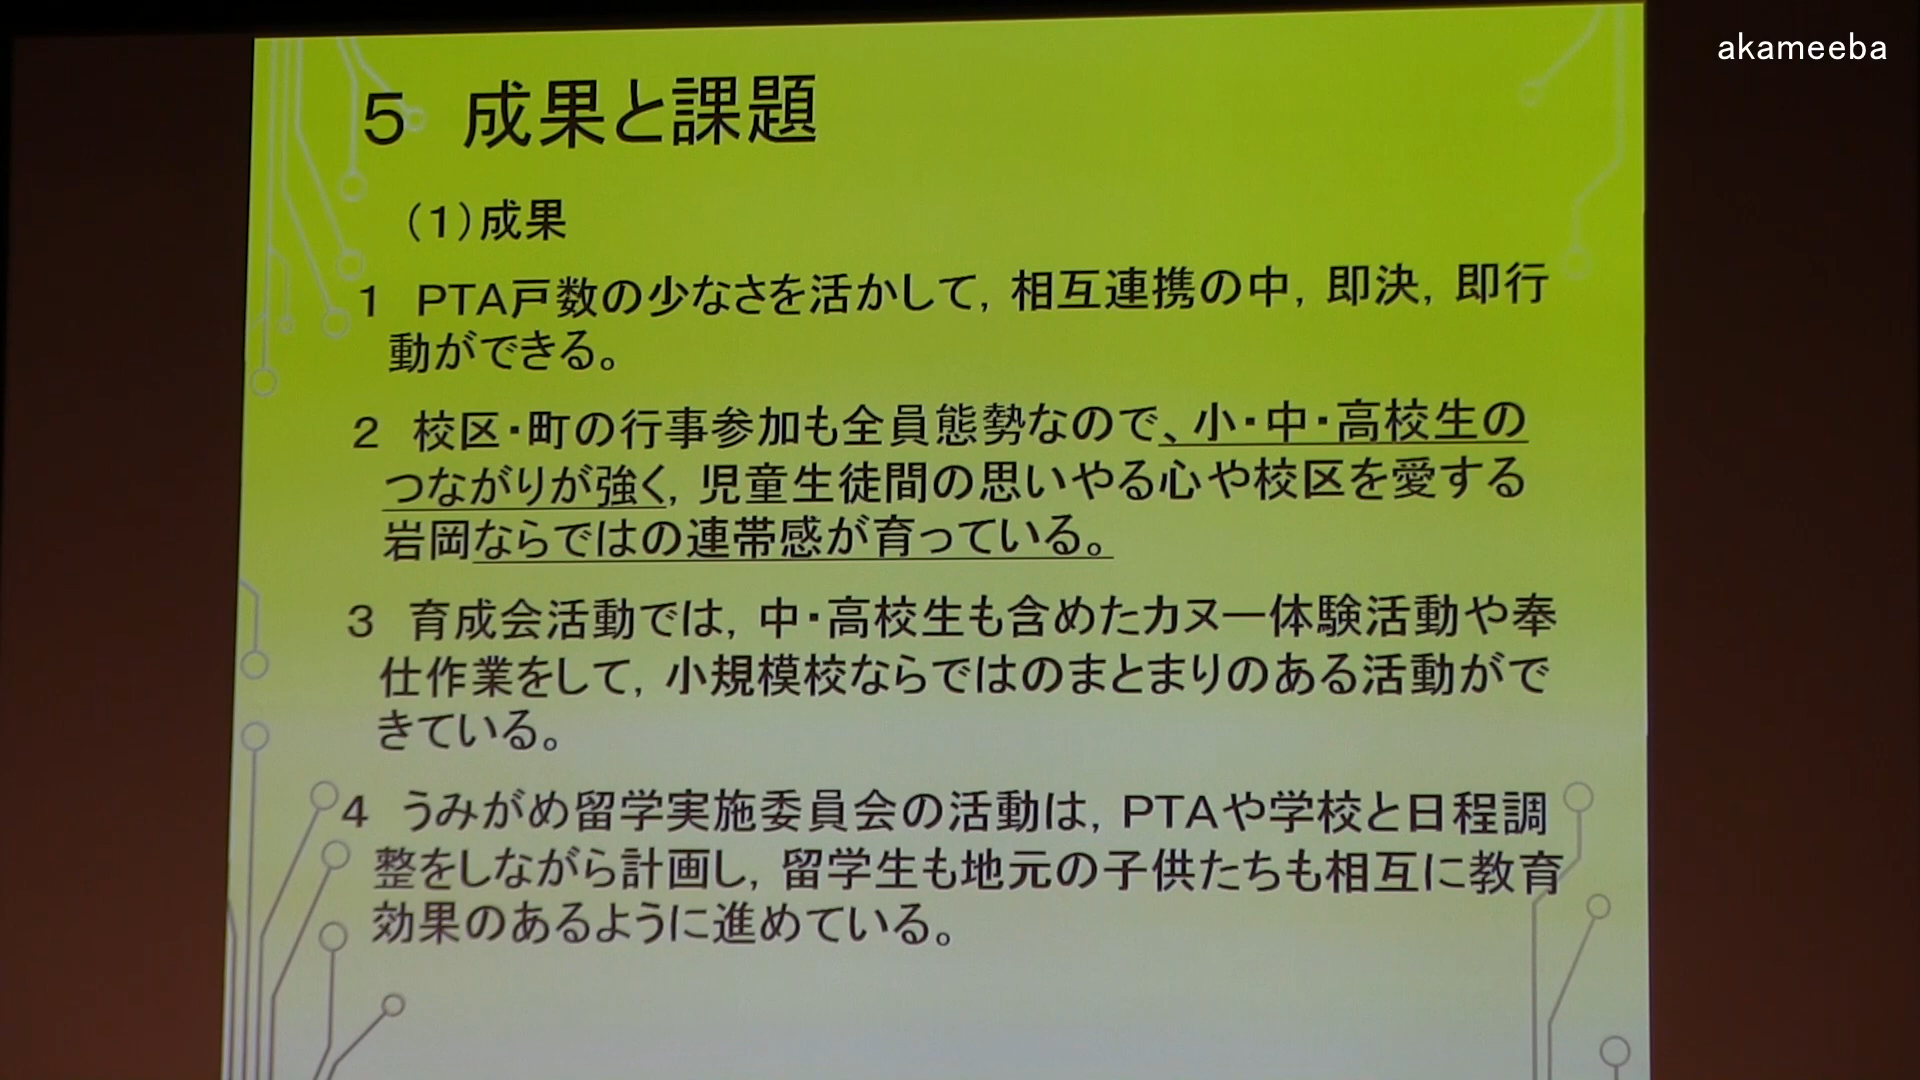 akameeba
5 成果と課題
(1)成果
1 PTA戸数の少なさを活かして，相互連携の中，即決，即行
動ができる。
2 校区・町の行事参加も全員態勢なので、小・中・高校生の
つながりが強く，児童生徒間の思いやる心や校区を愛する
岩岡ならではの連帯感が育っている。
3 育成会活動では，中・高校生も含めたカヌー体験活動や奉
仕作業をして，小規模校ならではのまとまりのある活動がで
きている。
4 うみがめ留学実施委員会の活動は，PTAや学校と日程調
整をしながら計画し，留学生も地元の子供たちも相互に教育
効果のあるように進めている。